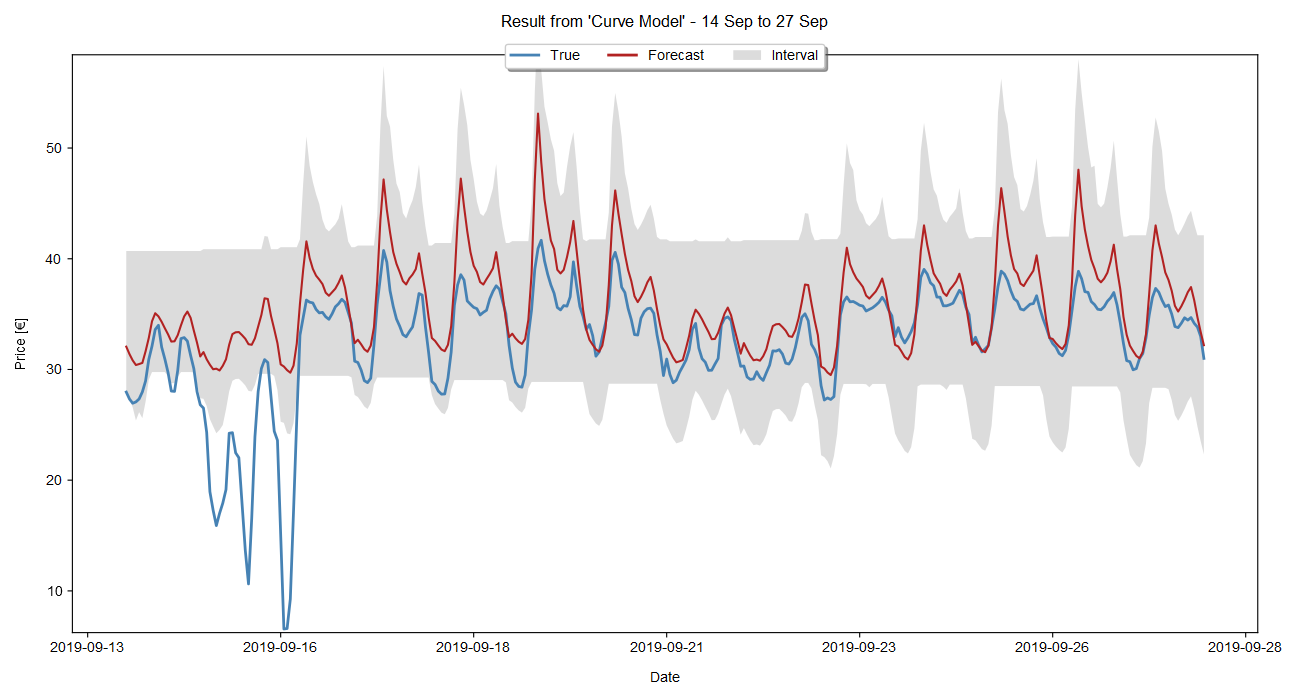 Result from 'Curve Model' - 14 Sep to 27 Sep
True Forecast Interval
Price [€]
50
40
30
20
10
2019-09-13 2019-09-16 2019-09-18 2019-09-21 2019-09-23 2019-09-26 2019-09-28
Date